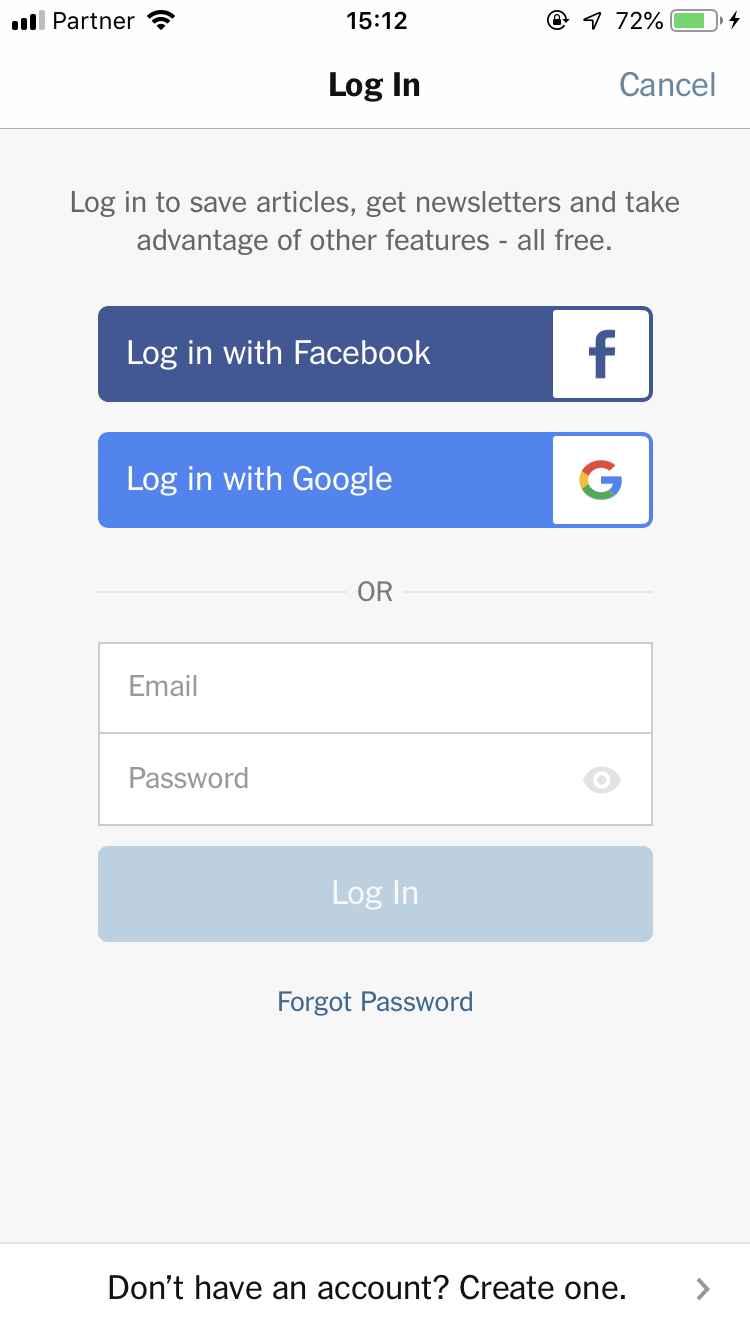 Partner 15:12 72%
Log In Cancel
Log in to save articles, get newsletters and take
advantage of other features - all free.
Log in with Facebook f
Log in with Google G
OR
Email
Password
Log In
Forgot Password
Don’t have an account? Create one.